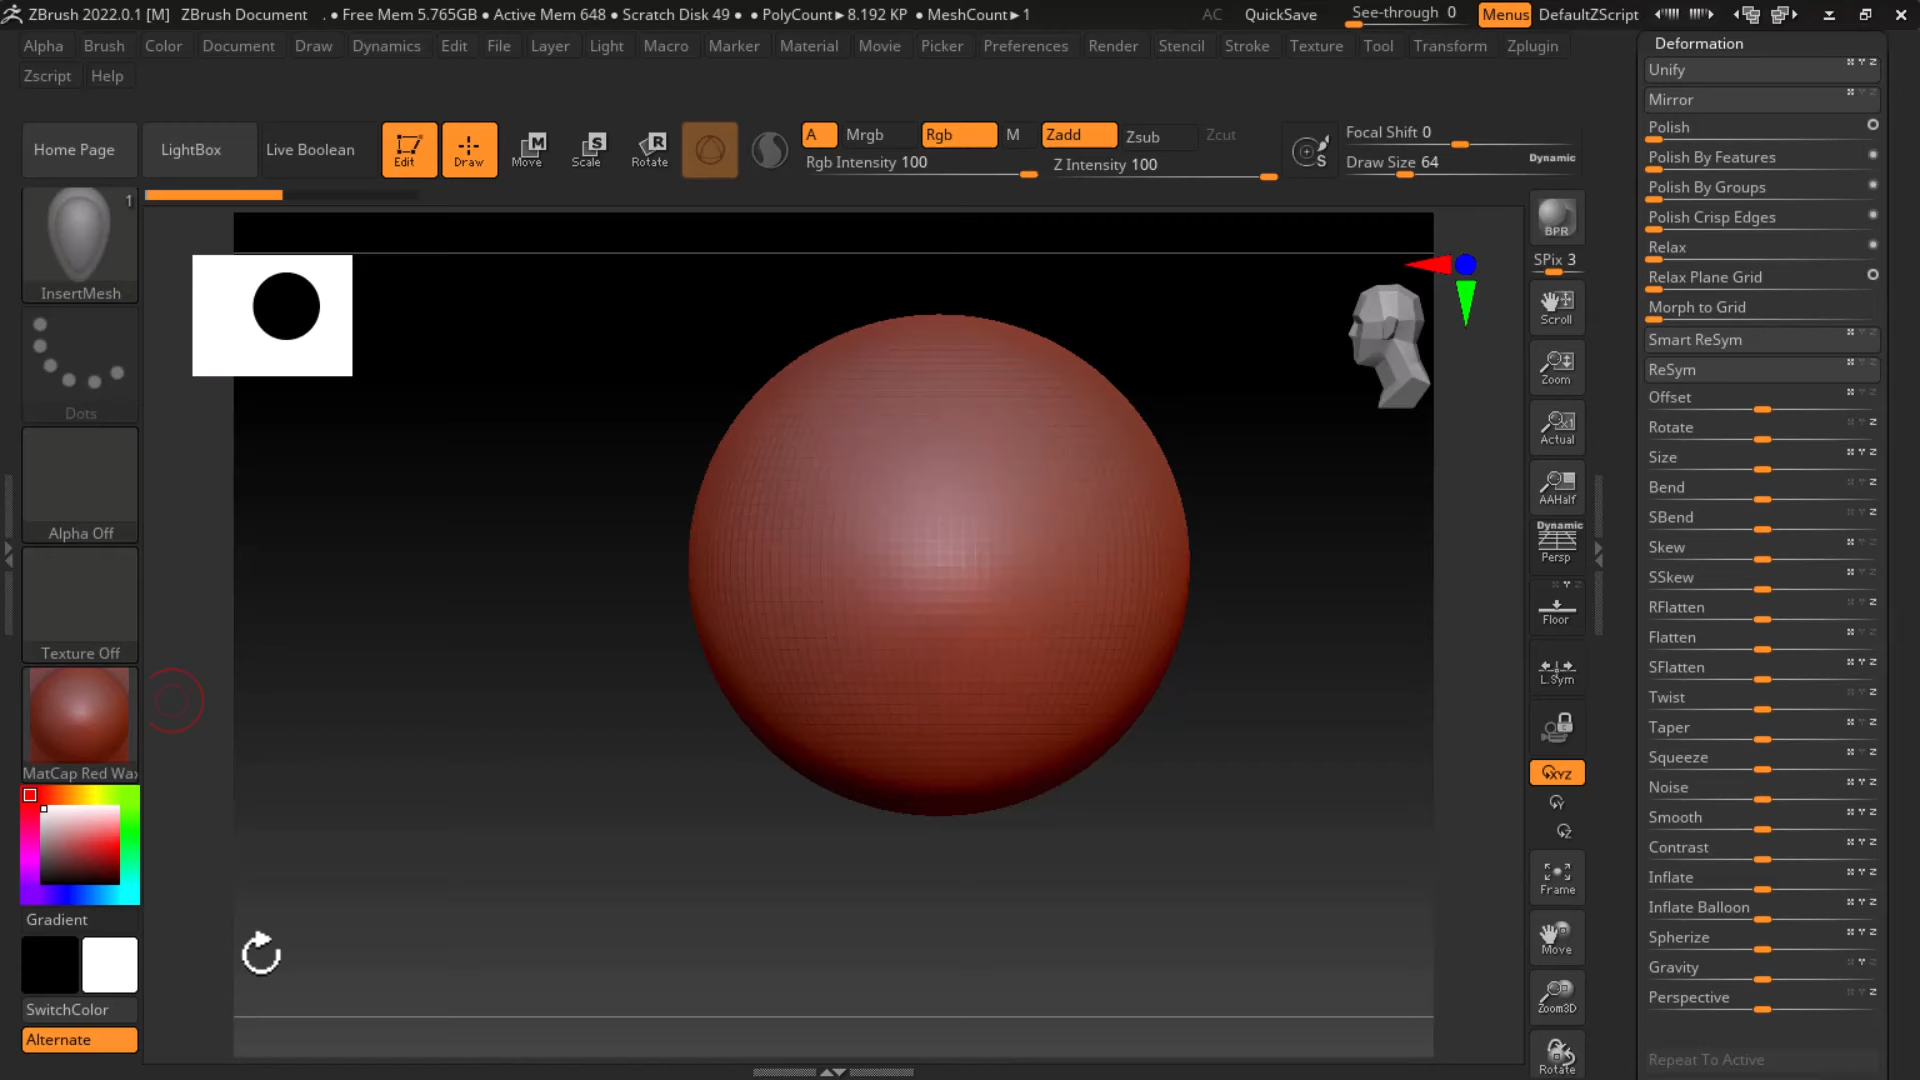 ZBrush 2022.0.1 [M] ZBrush Document . • Free Mem 5.765GB • Active Mem 648 • Scratch Disk 49 • • PolyCount► 8.192 KP • MeshCount►1 AC QuickSave See-through 0 Menus DefaultZScript
Alpha Brush Color Document Draw Dynamics Edit File Layer Light Macro Marker Material Movie Picker Preferences Render Stencil Stroke Texture Tool Transform Zplugin
Zscript Help
Home Page LightBox Live Boolean Edit Draw Move Scale Rotate
M S R
A Mrgb Rgb M Zadd Zsub Zcut
Rgb Intensity 100 Z Intensity 100
S
Focal Shift 0
Draw Size 64 Dynamic
1
InsertMesh
Dots
Alpha Off
Texture Off
MatCap Red Wax
Gradient
SwitchColor
Alternate
BPR
SPix 3
Scroll
Zoom
x1
Actual
AAHalf
Dynamic
Persp
X Y Z
Floor
L.Sym
XYZ
Y
Z
Frame
Move
Zoom3D
Rotate
Deformation
Unify X Y Z
Mirror X Y Z
Polish
Polish By Features
Polish By Groups
Polish Crisp Edges
Relax
Relax Plane Grid
Morph to Grid
Smart ReSym X Y Z
ReSym X Y Z
Offset X Y Z
Rotate X Y Z
Size X Y Z
Bend X Y Z
SBend X Y Z
Skew X Y Z
SSkew X Y Z
RFlatten X Y Z
Flatten X Y Z
SFlatten X Y Z
Twist X Y Z
Taper X Y Z
Squeeze X Y Z
Noise X Y Z
Smooth X Y Z
Contrast X Y Z
Inflate X Y Z
Inflate Balloon X Y Z
Spherize X Y Z
Gravity X Y Z
Perspective X Y Z
Repeat To Active